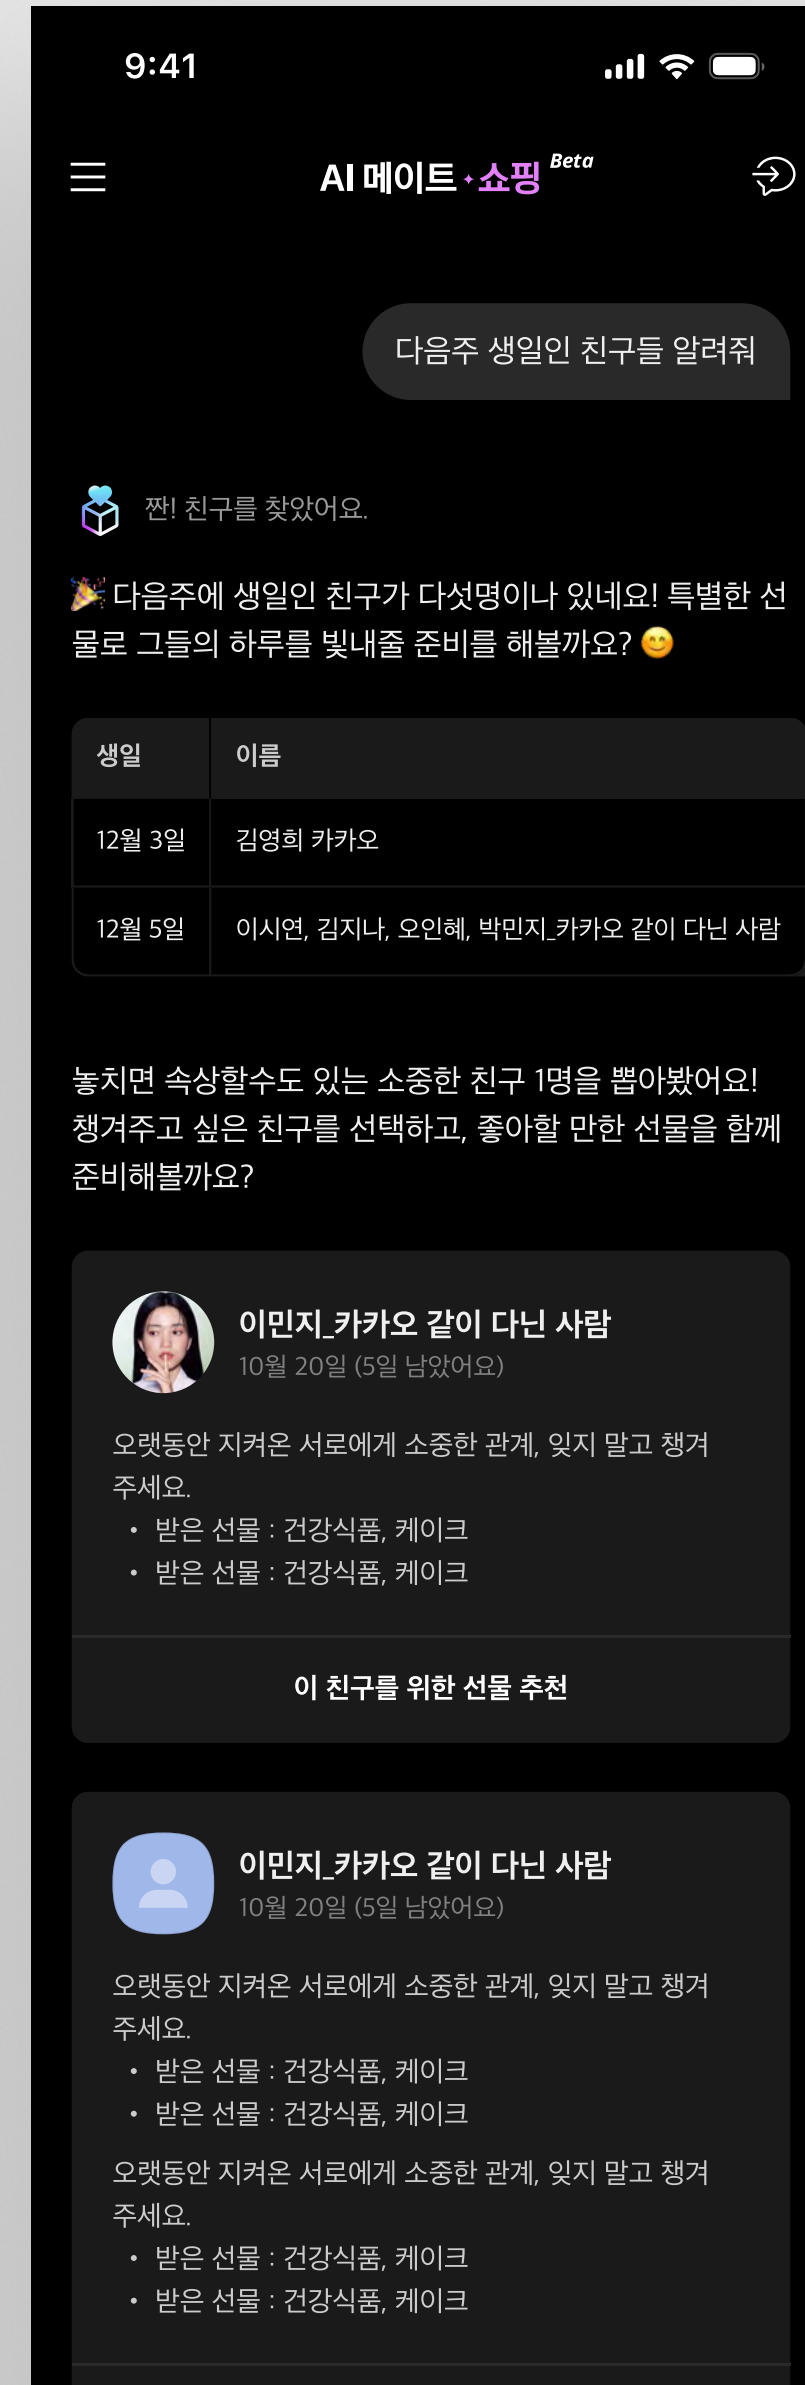 9:41
AI 메이트 쇼핑 Beta
다음주 생일인 친구들 알려줘
짠! 친구를 찾았어요.
🎉 다음주에 생일인 친구가 다섯명이나 있네요! 특별한 선
물로 그들의 하루를 빛내줄 준비를 해볼까요? 😊
생일 이름
12월 3일 김영희 카카오
12월 5일 이시연, 김지나, 오인혜, 박민지_카카오 같이 다닌 사람
놓치면 속상할수도 있는 소중한 친구 1명을 뽑아봤어요!
챙겨주고 싶은 친구를 선택하고, 좋아할 만한 선물을 함께
준비해볼까요?
이민지_카카오 같이 다닌 사람
10월 20일 (5일 남았어요)
오랫동안 지켜온 서로에게 소중한 관계, 잊지 말고 챙겨
주세요.
• 받은 선물 : 건강식품, 케이크
• 받은 선물 : 건강식품, 케이크
이 친구를 위한 선물 추천
이민지_카카오 같이 다닌 사람
10월 20일 (5일 남았어요)
오랫동안 지켜온 서로에게 소중한 관계, 잊지 말고 챙겨
주세요.
• 받은 선물 : 건강식품, 케이크
• 받은 선물 : 건강식품, 케이크
오랫동안 지켜온 서로에게 소중한 관계, 잊지 말고 챙겨
주세요.
• 받은 선물 : 건강식품, 케이크
• 받은 선물 : 건강식품, 케이크